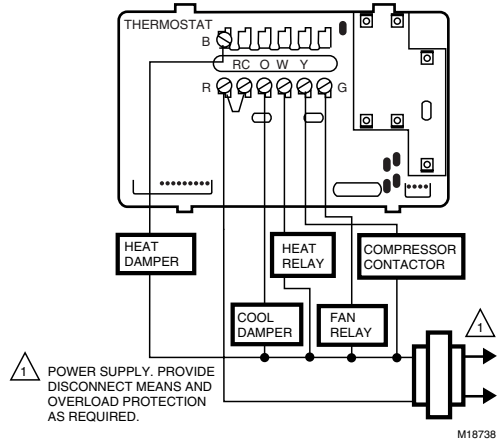 THERMOSTAT
B
RC O W Y
R G
HEAT
DAMPER
HEAT
RELAY
COMPRESSOR
CONTACTOR
COOL
DAMPER
FAN
RELAY
1
1 POWER SUPPLY. PROVIDE
DISCONNECT MEANS AND
OVERLOAD PROTECTION
AS REQUIRED.
M18738